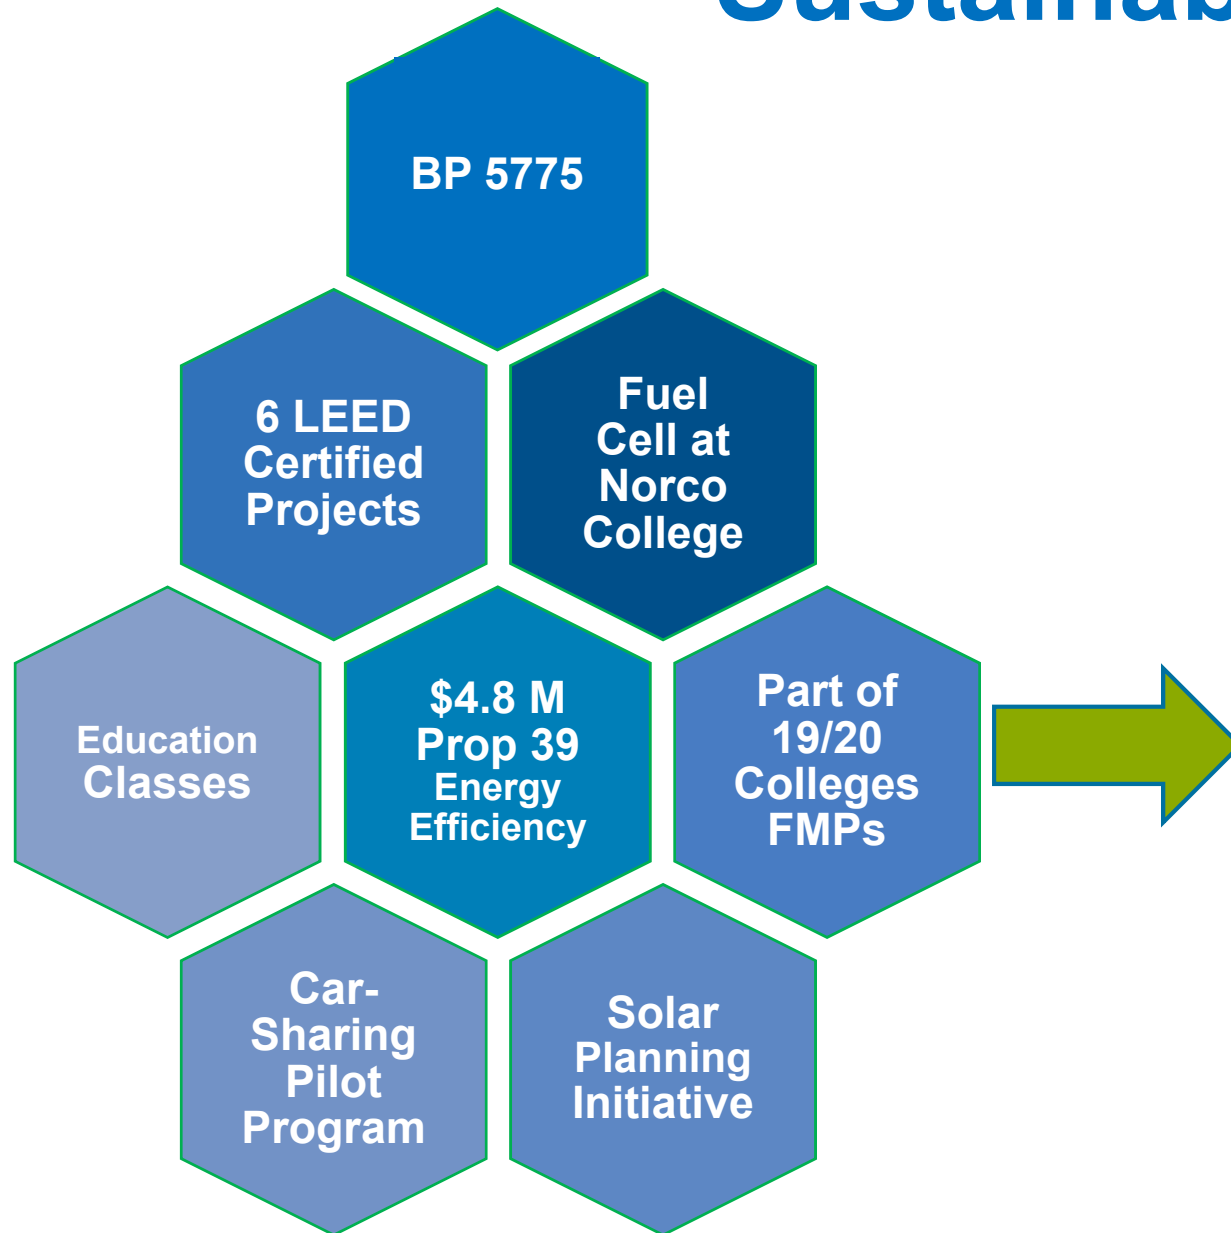 BP 5775
6 LEED
Certified
Projects
Fuel
Cell at
Norco
College
Education
Classes
$4.8 M
Prop 39
Energy
Efficiency
Part of
19/20
Colleges
FMPs
Car-
Sharing
Pilot
Program
Solar
Planning
Initiative